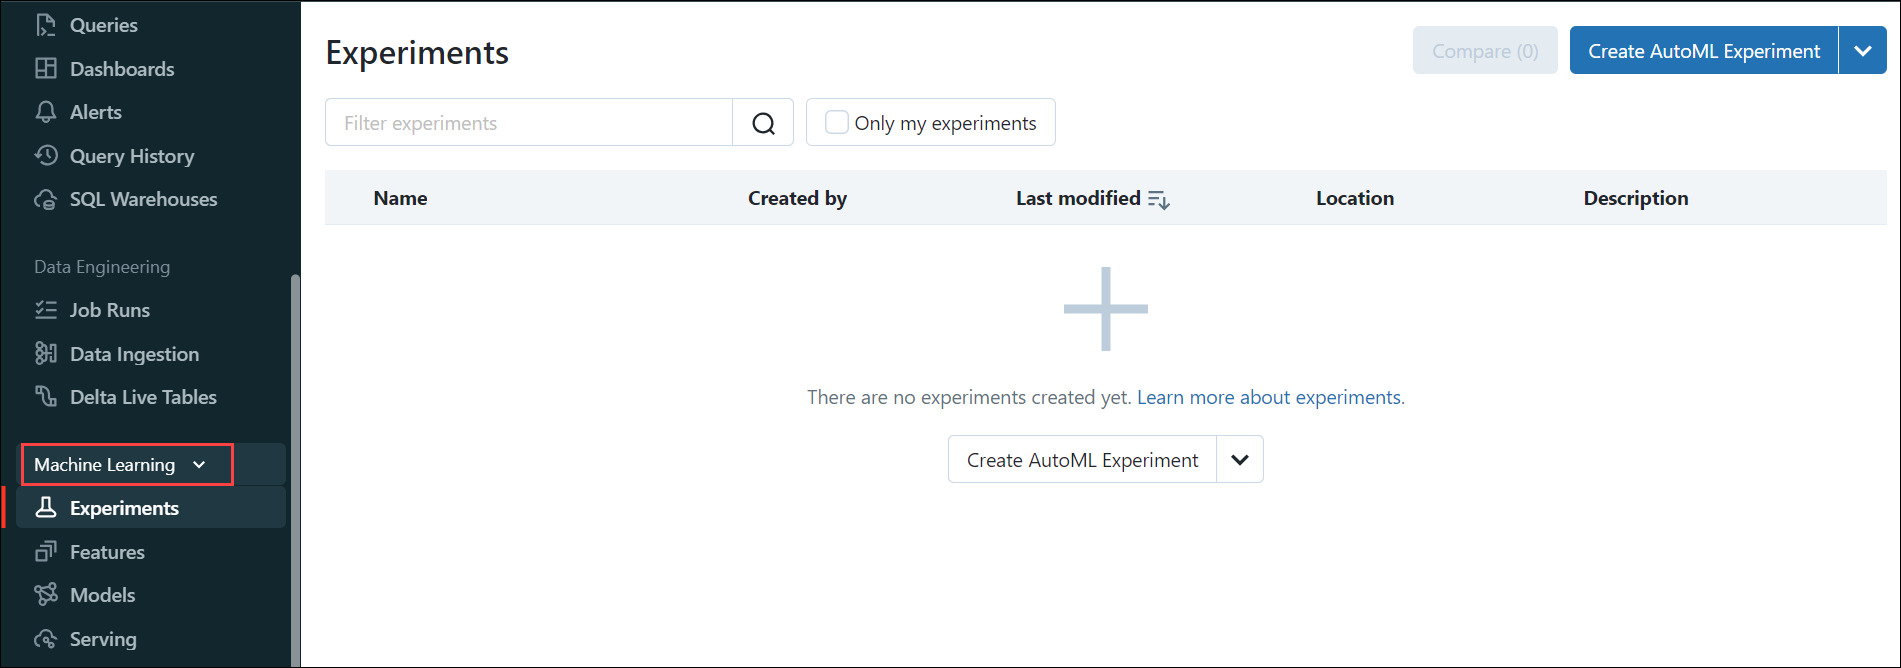 Queries
Dashboards
Alerts
Query History
SQL Warehouses
Data Engineering
Job Runs
Data Ingestion
Delta Live Tables
Machine Learning
Experiments
Features
Models
Serving
Experiments
Compare (0)
Create AutoML Experiment
Filter experiments
Only my experiments
Name Created by Last modified Location Description
There are no experiments created yet. Learn more about experiments.
Create AutoML Experiment